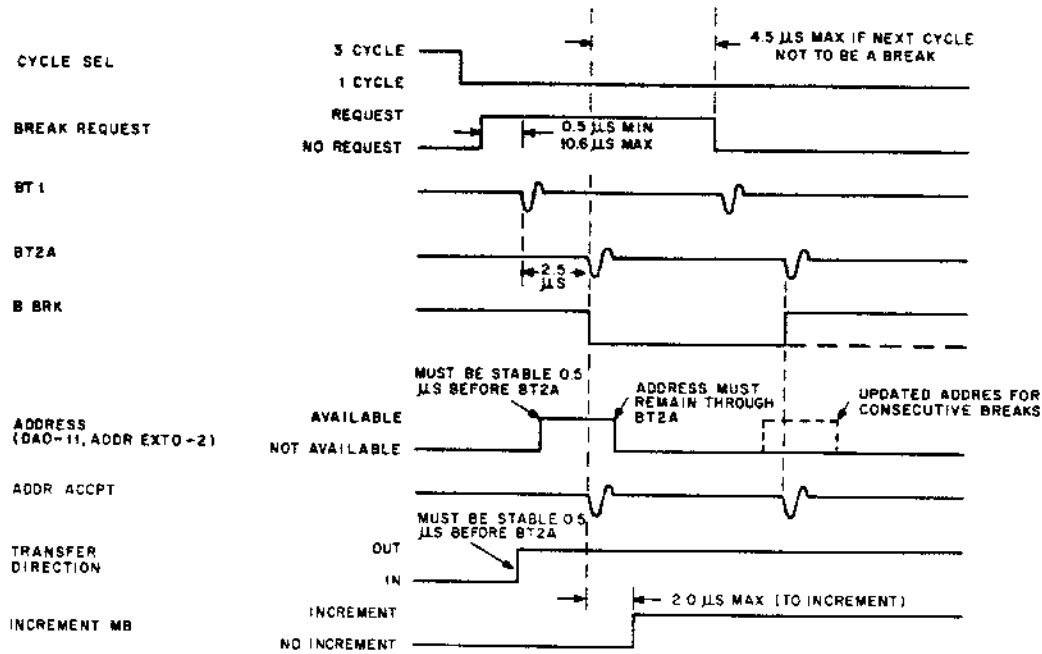 4.5 µS MAX IF NEXT CYCLE
NOT TO BE A BREAK
CYCLE SEL
3 CYCLE
1 CYCLE
BREAK REQUEST
REQUEST
NO REQUEST
0.5 µS MIN
10.6 µS MAX
BT1
BT2A
2.5
µS
B BRK
MUST BE STABLE 0.5
µS BEFORE BT2A
ADDRESS MUST
REMAIN THROUGH
BT2A
UPDATED ADDRES FOR
CONSECUTIVE BREAKS
ADDRESS
(DA0-11, ADDR EXT0-2)
AVAILABLE
NOT AVAILABLE
ADDR ACCPT
MUST BE STABLE 0.5
µS BEFORE BT2A
TRANSFER
DIRECTION
OUT
IN
2.0 µS MAX (TO INCREMENT)
INCREMENT MB
INCREMENT
NO INCREMENT